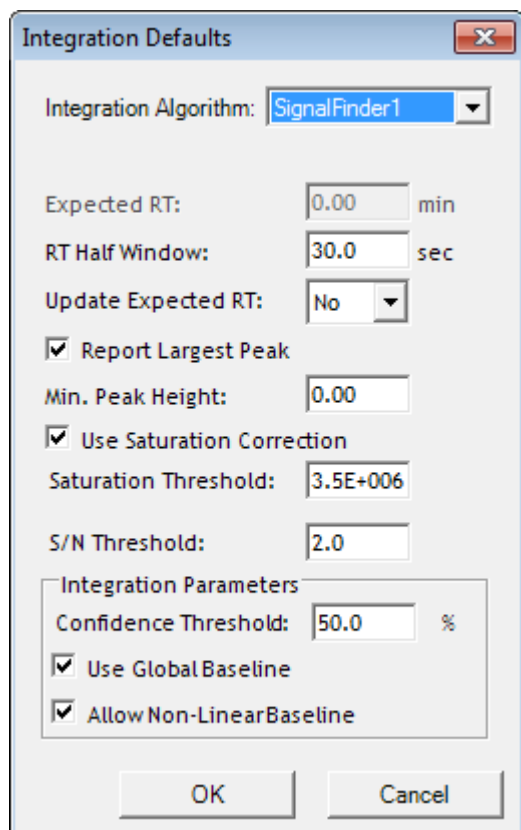 Integration Defaults
Integration Algorithm: SignalFinder1
Expected RT: 0.00 min
RT Half Window: 30.0 sec
Update Expected RT: No
Report Largest Peak
Min. Peak Height: 0.00
Use Saturation Correction
Saturation Threshold: 3.5E+006
S/N Threshold: 2.0
Integration Parameters
Confidence Threshold: 50.0 %
Use Global Baseline
Allow Non-Linear Baseline
OK Cancel